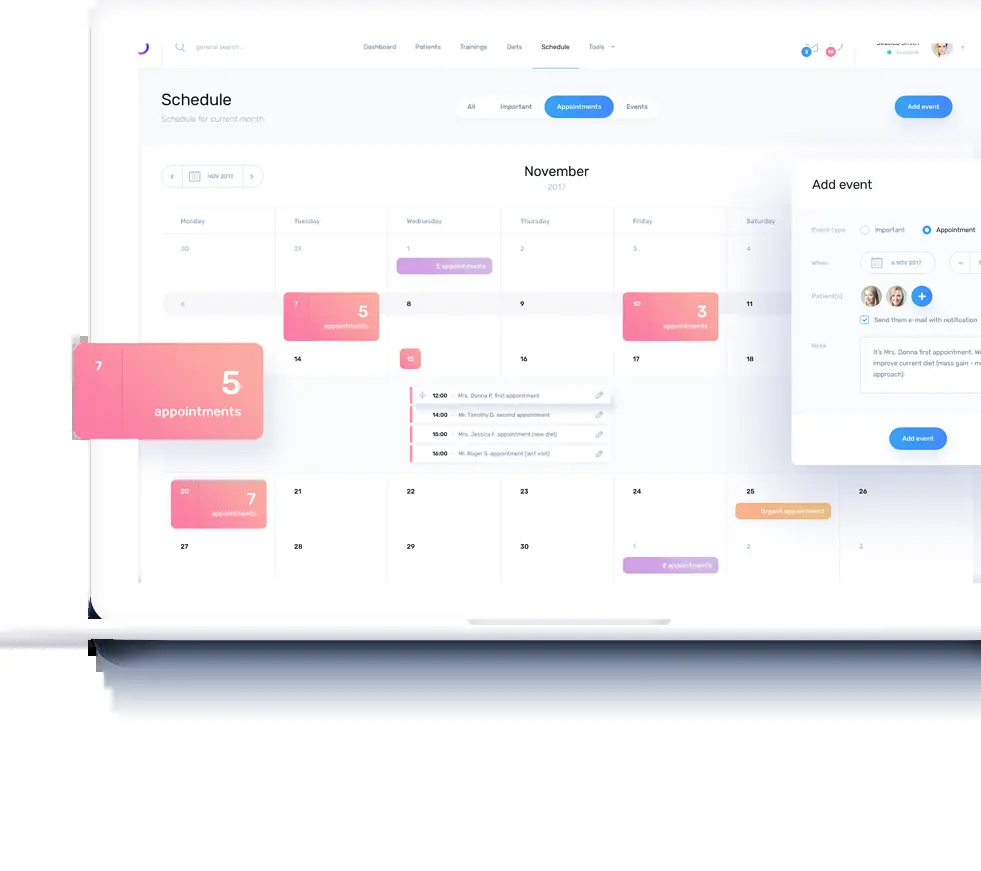 general search...
Dashboard Patients Trainings Diets Schedule Tools
3 10
Available
Schedule
Schedule for current month
All Important Appointments Events
Add event
NOV 2017
November
2017
Monday Tuesday Wednesday Thursday Friday Saturday
30 31 1 2 3 4
5 appointments
6 7 8 9 10 11
5
appointments
3
appointments
14 15 16 17 18
7
5
appointments
12:00 - Mrs. Donna P. first appointment
14:00 - Mr. Timothy D. second appointment
15:00 - Mrs. Jessica F. appointment (new diet)
16:00 - Mr. Roger S. appointment (last visit)
20 21 22 23 24 25 26
7
appointments
Urgent appointment
27 28 29 30 1 2 3
2 appointments
Add event
Event type Important Appointment
When 6 NOV 2017
Patient(s)
Send them e-mail with notification
Note
It's Mrs. Donna first appointment.
improve current diet (mass gain -
approach).
Add event